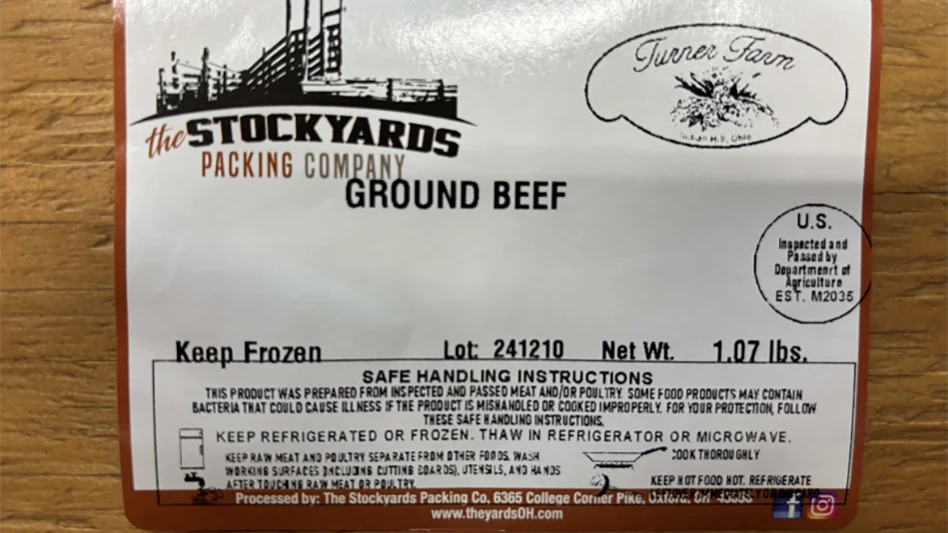 Turner Farm
the STOCKYARDS
PACKING COMPANY
GROUND BEEF
U.S.
Inspected and
Passed by
Departmenrt of
Agriculture
EST. M2035
Keep Frozen Lot: 241210 Net Wt. 1.07 lbs.
SAFE HANDLING INSTRUCTIONS
THIS PRODUCT WAS PREPARED FROM INSPECTED AND PASSED MEAT AND/OR POULTRY. SOME FOOD PRODUCTS MAY CONTAIN
BACTERIA THAT COULD CAUSE ILLNESS IF THE PRODUCT IS MISHANDLED OR COOKED IMPROPERLY. FOR YOUR PROTECTION, FOLLOW
THESE SAFE HANDLING INSTRUCTIONS.
KEEP REFRIGERATED OR FROZEN. THAW IN REFRIGERATOR OR MICROWAVE.
KEEP RAW MEAT AND POULTRY SEPARATE FROM OTHER FOODS. WASH
WORKING SURFACES (INCLUDING CUTTING BOARDS), UTENSILS, AND HANDS
AFTER TOUCHING RAW MEAT OR POULTRY.
COOK THOROUGHLY
KEEP HOT FOOD HOT. REFRIGERATE
Processed by: The Stockyards Packing Co, 6365 College Corner Pike, Oxford, OH
www.theyardsOH.com